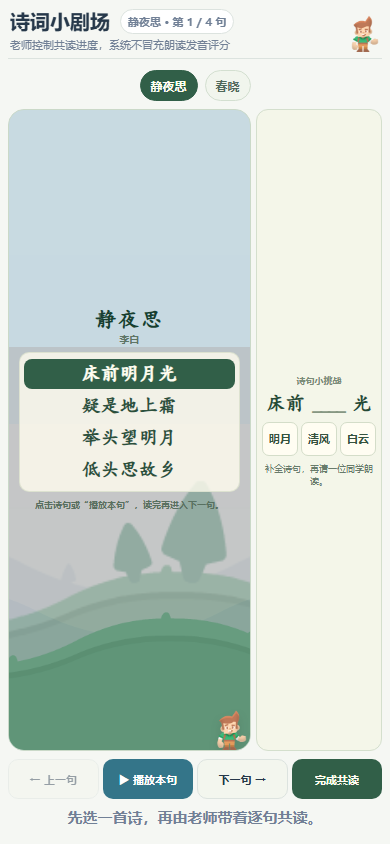 诗词小剧场
静夜思 • 第 1 / 4 句
老师控制共读进度，系统不冒充朗读发音评分
静夜思
春晓
静夜思
李白
床前明月光
疑是地上霜
举头望明月
低头思故乡
点击诗句或“播放本句”，读完再进入下一句。
诗句小挑战
床前 ____ 光
明月
清风
白云
补全诗句，再请一位同学朗
读。
← 上一句
▶ 播放本句
下一句 →
完成共读
先选一首诗，再由老师带着逐句共读。